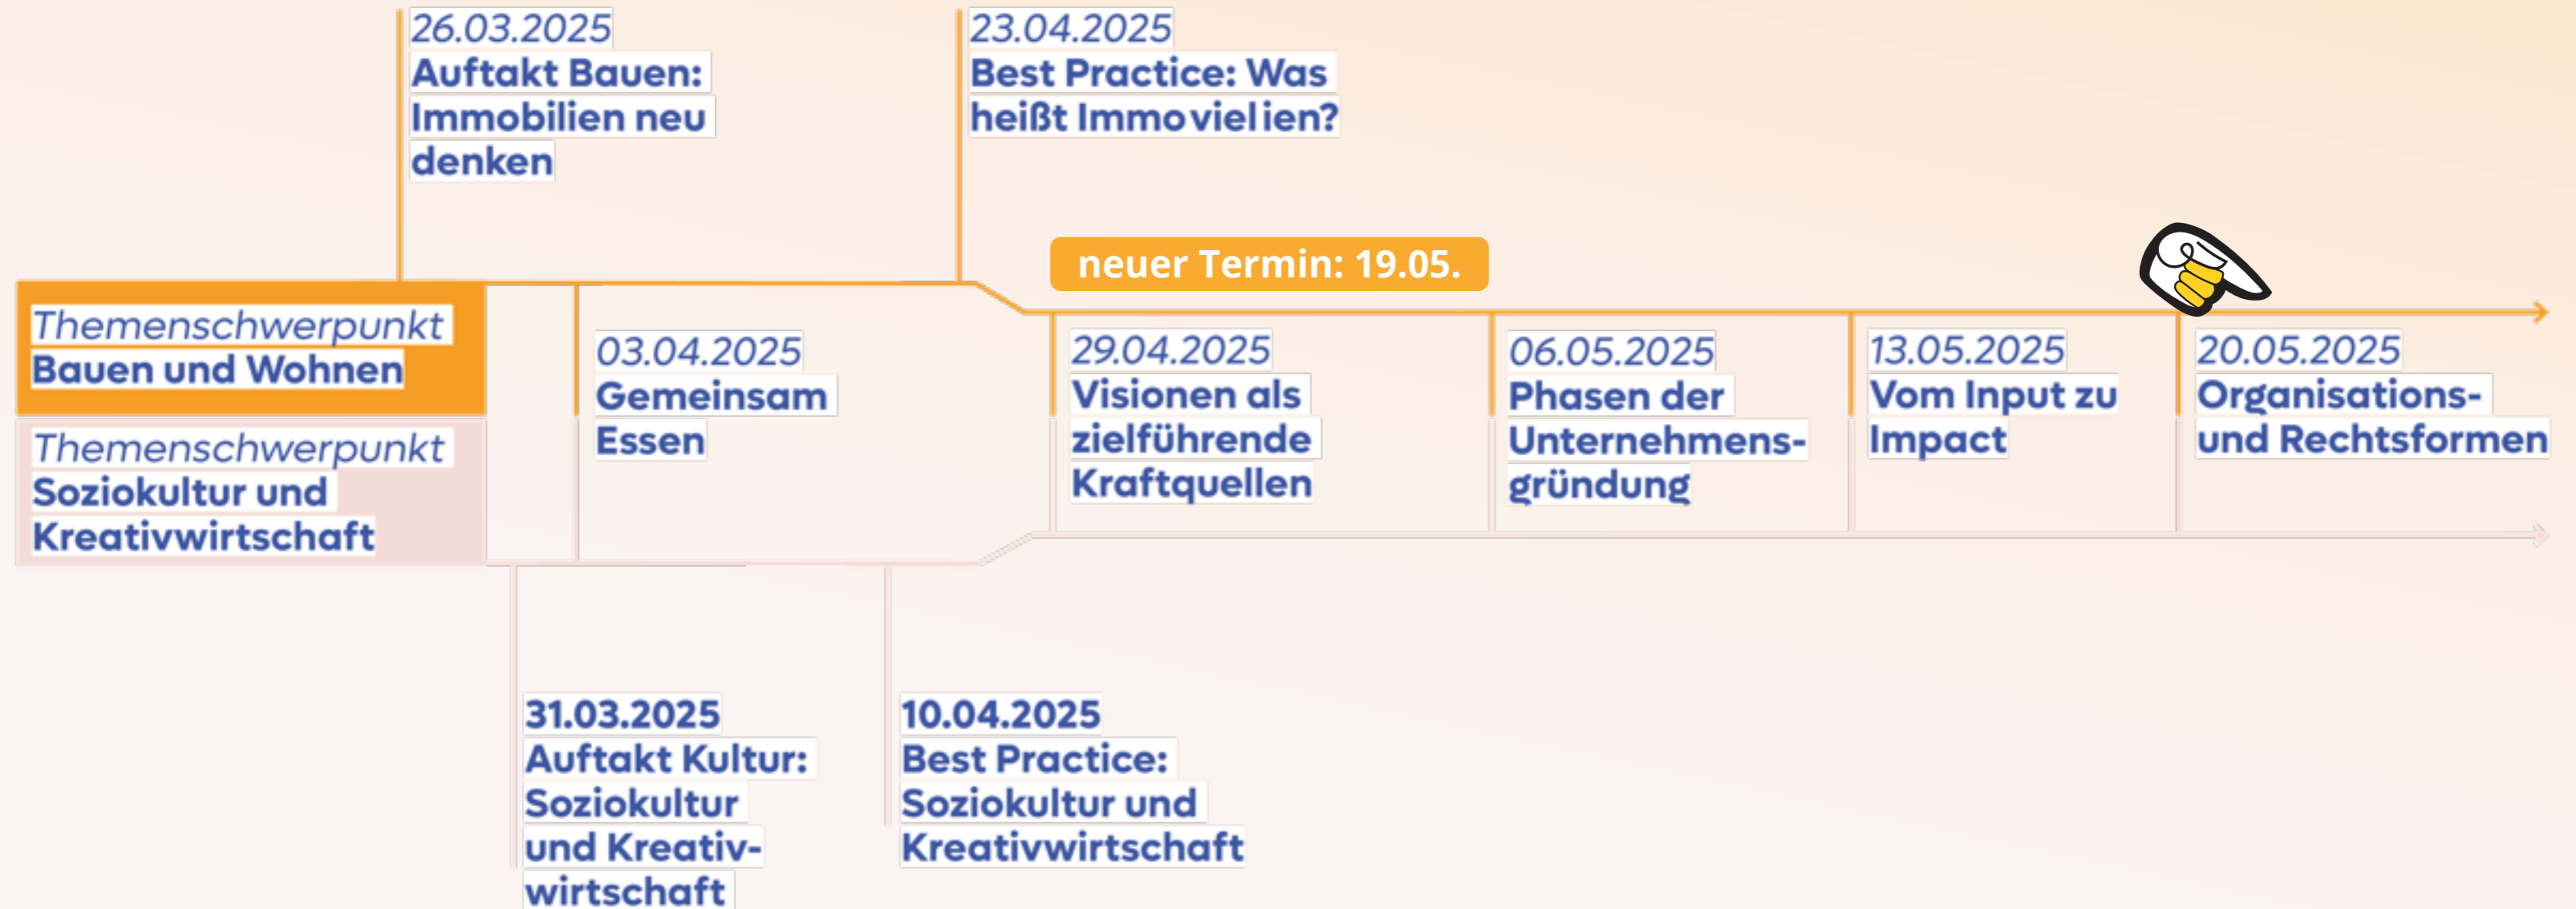 26.03.2025
Auftakt Bauen:
Immobilien neu
denken
23.04.2025
Best Practice: Was
heißt Immovielien?
neuer Termin: 19.05.
Themenschwerpunkt
Bauen und Wohnen
Themenschwerpunkt
Soziokultur und
Kreativwirtschaft
03.04.2025
Gemeinsam
Essen
29.04.2025
Visionen als
zielführende
Kraftquellen
06.05.2025
Phasen der
Unternehmens-
gründung
13.05.2025
Vom Input zu
Impact
20.05.2025
Organisations-
und Rechtsformen
31.03.2025
Auftakt Kultur:
Soziokultur
und Kreativ-
wirtschaft
10.04.2025
Best Practice:
Soziokultur und
Kreativwirtschaft